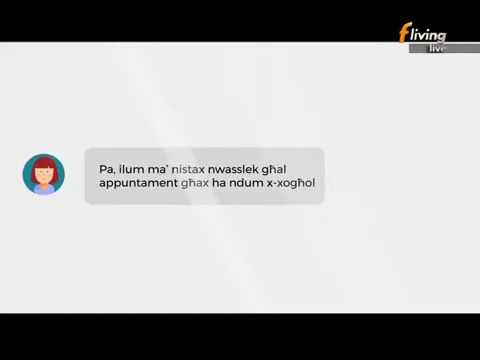 f living
live
Pa, ilum ma' nistax nwasslek għal
appuntament għax ha ndum x-xogħol